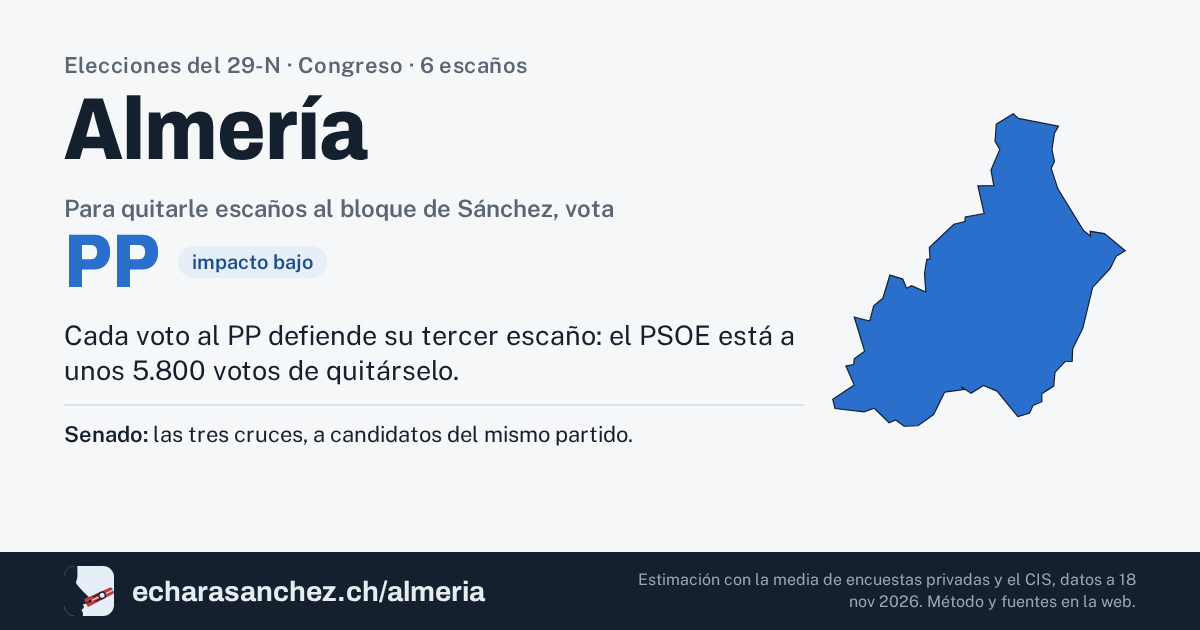 Elecciones del 29-N · Congreso · 6 escaños
Almería
Para quitarle escaños al bloque de Sánchez, vota
PP impacto bajo
Cada voto al PP defiende su tercer escaño: el PSOE está a
unos 5.800 votos de quitárselo.
Senado: las tres cruces, a candidatos del mismo partido.
echarasanchez.ch/almeria
Estimación con la media de encuestas privadas y el CIS, datos a 18
nov 2026. Método y fuentes en la web.